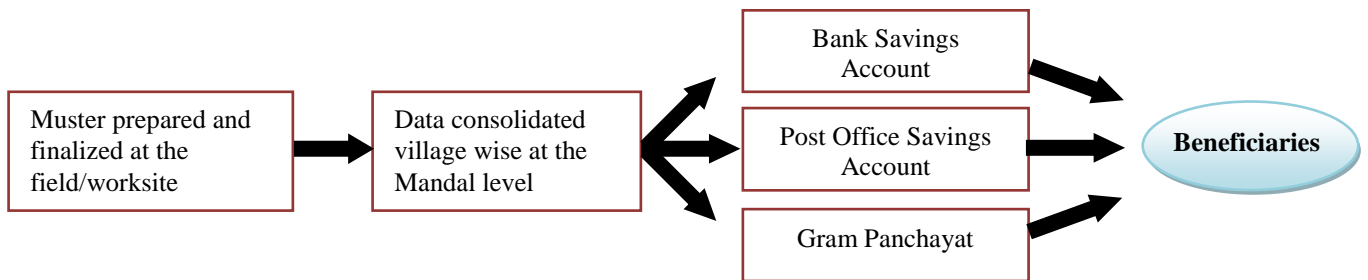 Muster prepared and
finalized at the
field/worksite
Data consolidated
village wise at the
Mandal level
Bank Savings
Account
Post Office Savings
Account
Gram Panchayat
Beneficiaries